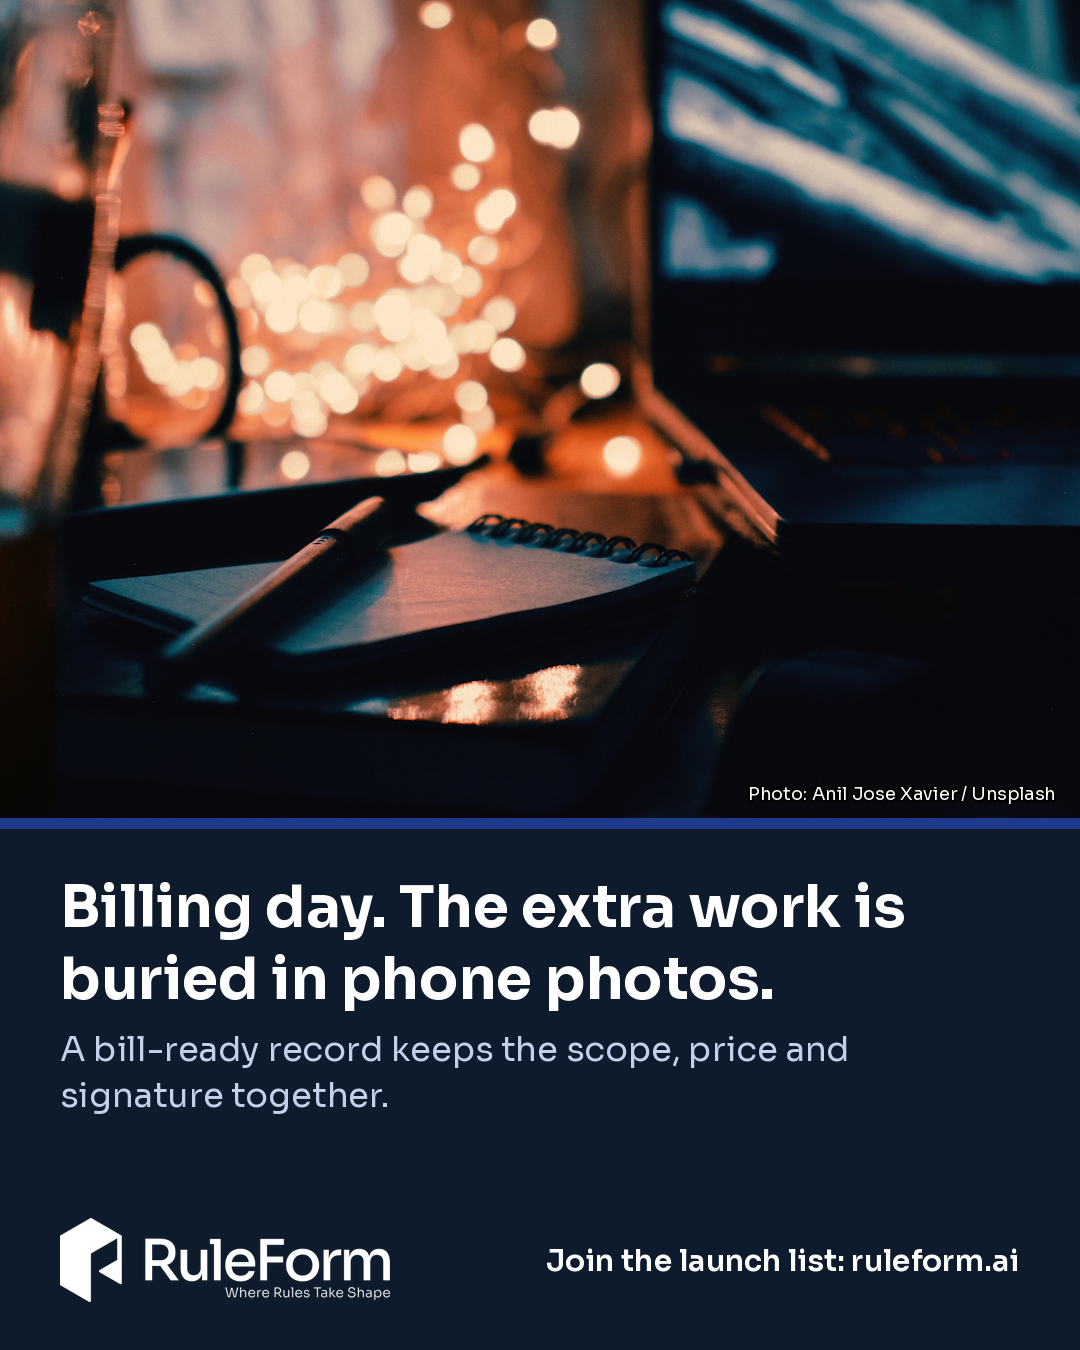 Photo: Anil Jose Xavier / Unsplash
Billing day. The extra work is
buried in phone photos.
A bill-ready record keeps the scope, price and
signature together.
RuleForm
Where Rules Take Shape
Join the launch list: ruleform.ai